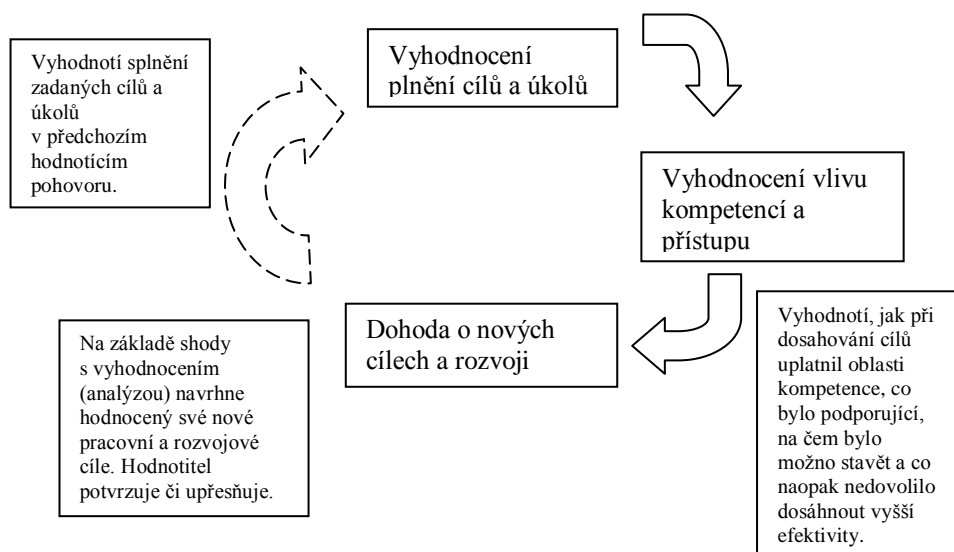 Vyhodnotí splnění
zadaných cílů a
úkolů
v předchozím
hodnotícím
pohovoru.
Vyhodnocení
plnění cílů a úkolů
Vyhodnocení vlivu
kompetencí a
přístupu
Vyhodnotí, jak při
dosahování cílů
uplatnil oblasti
kompetence, co
bylo podporující,
na čem bylo
možno stavět a co
naopak nedovolilo
dosáhnout vyšší
efektivity.
Dohoda o nových
cílech a rozvoji
Na základě shody
s vyhodnocením
(analýzou) navrhne
hodnocený své nové
pracovní a rozvojové
cíle. Hodnotitel
potvrzuje či upřesňuje.